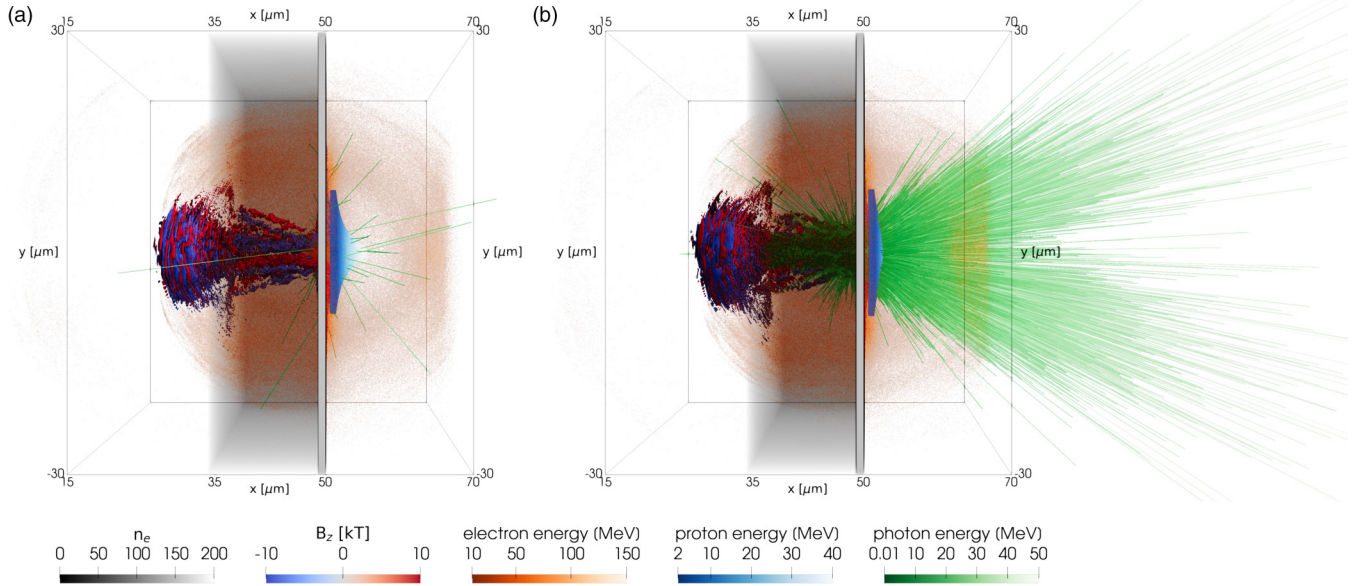 (a) x [μm] (b) x [μm]
15 35 50 70 15 35 50 70
30 30 30
y [μm] y [μm] y [μm] y [μm]
-30 -30 -30
15 35 50 70 15 35 50 70
x [μm] x [μm]
n_e B_z [kT] electron energy (MeV) proton energy (MeV) photon energy (MeV)
0 50 100 150 200 -10 0 10 10 50 100 150 2 10 20 30 40 0.01 10 20 30 40 50